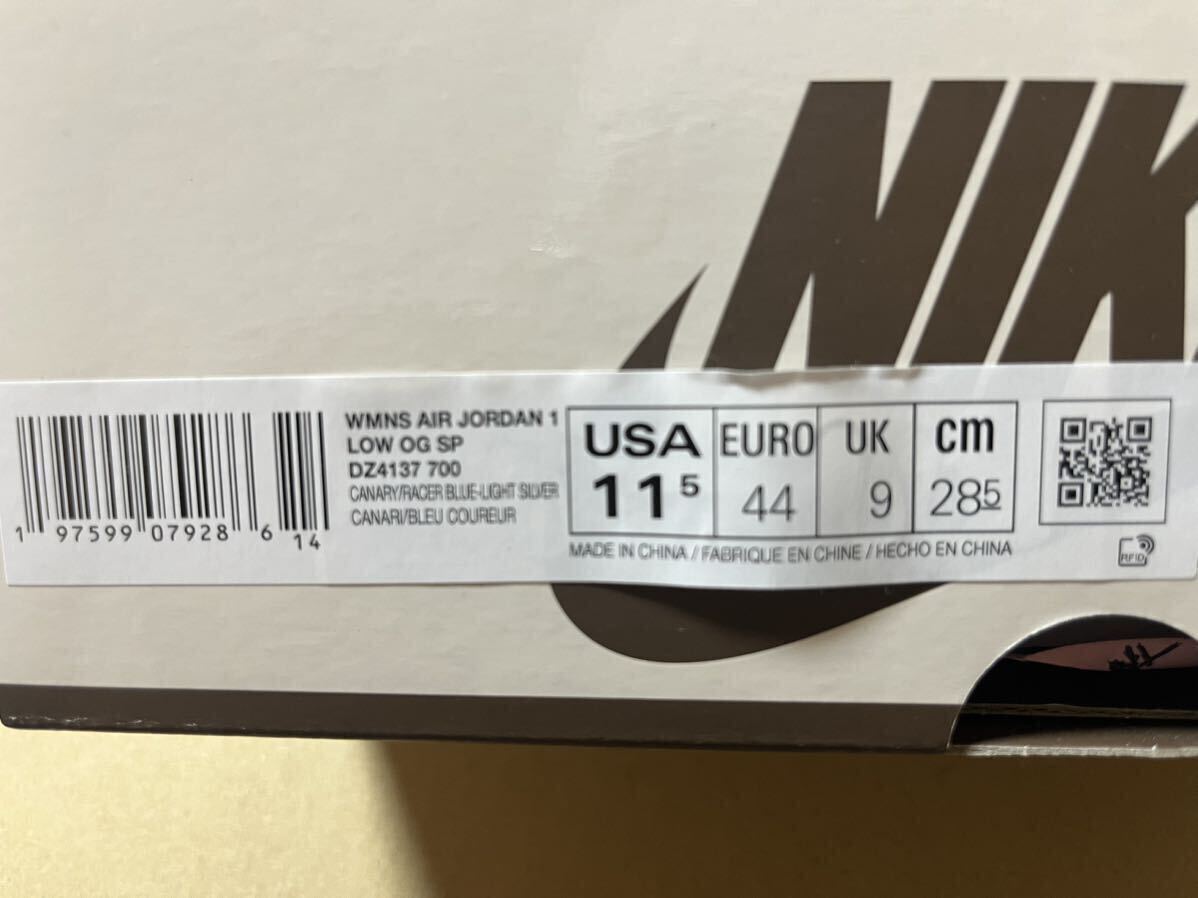 NIK
WMNS AIR JORDAN 1
LOW OG SP
DZ4137 700
CANARY/RACER BLUE-LIGHT SILVER
CANARI/BLEU COUREUR
1 97599 07928 6 14
USA EURO UK cm
11 5 44 9 28 5
MADE IN CHINA / FABRIQUE EN CHINE / HECHO EN CHINA
RFID